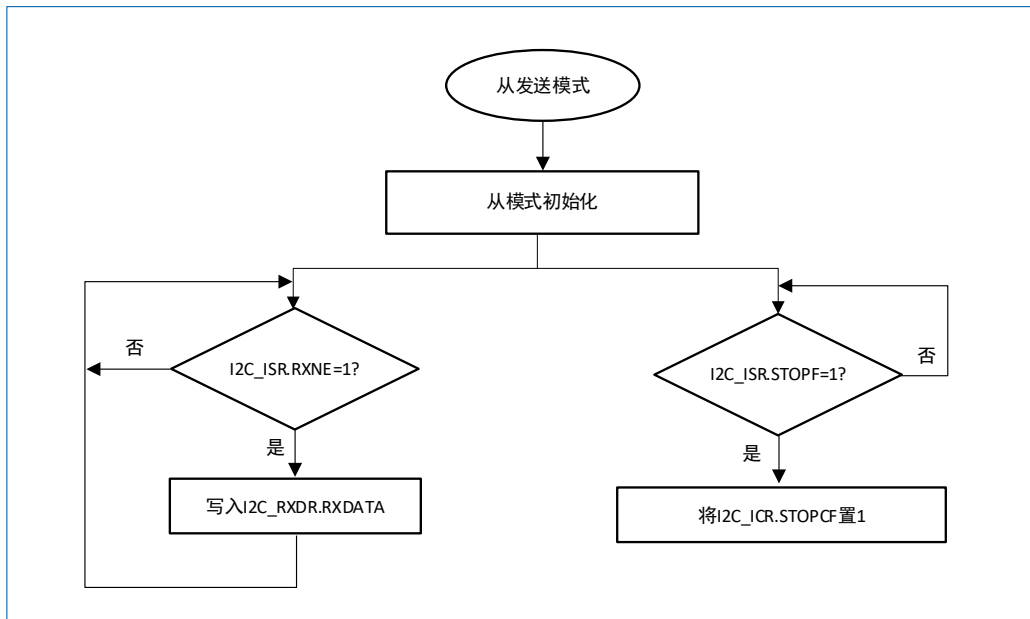 从发送模式
从模式初始化
否
I2C_ISR.RXNE=1?
I2C_ISR.STOPF=1?
否
是
是
写入I2C_RXDR.RXDATA
将I2C_ICR.STOPCF置1